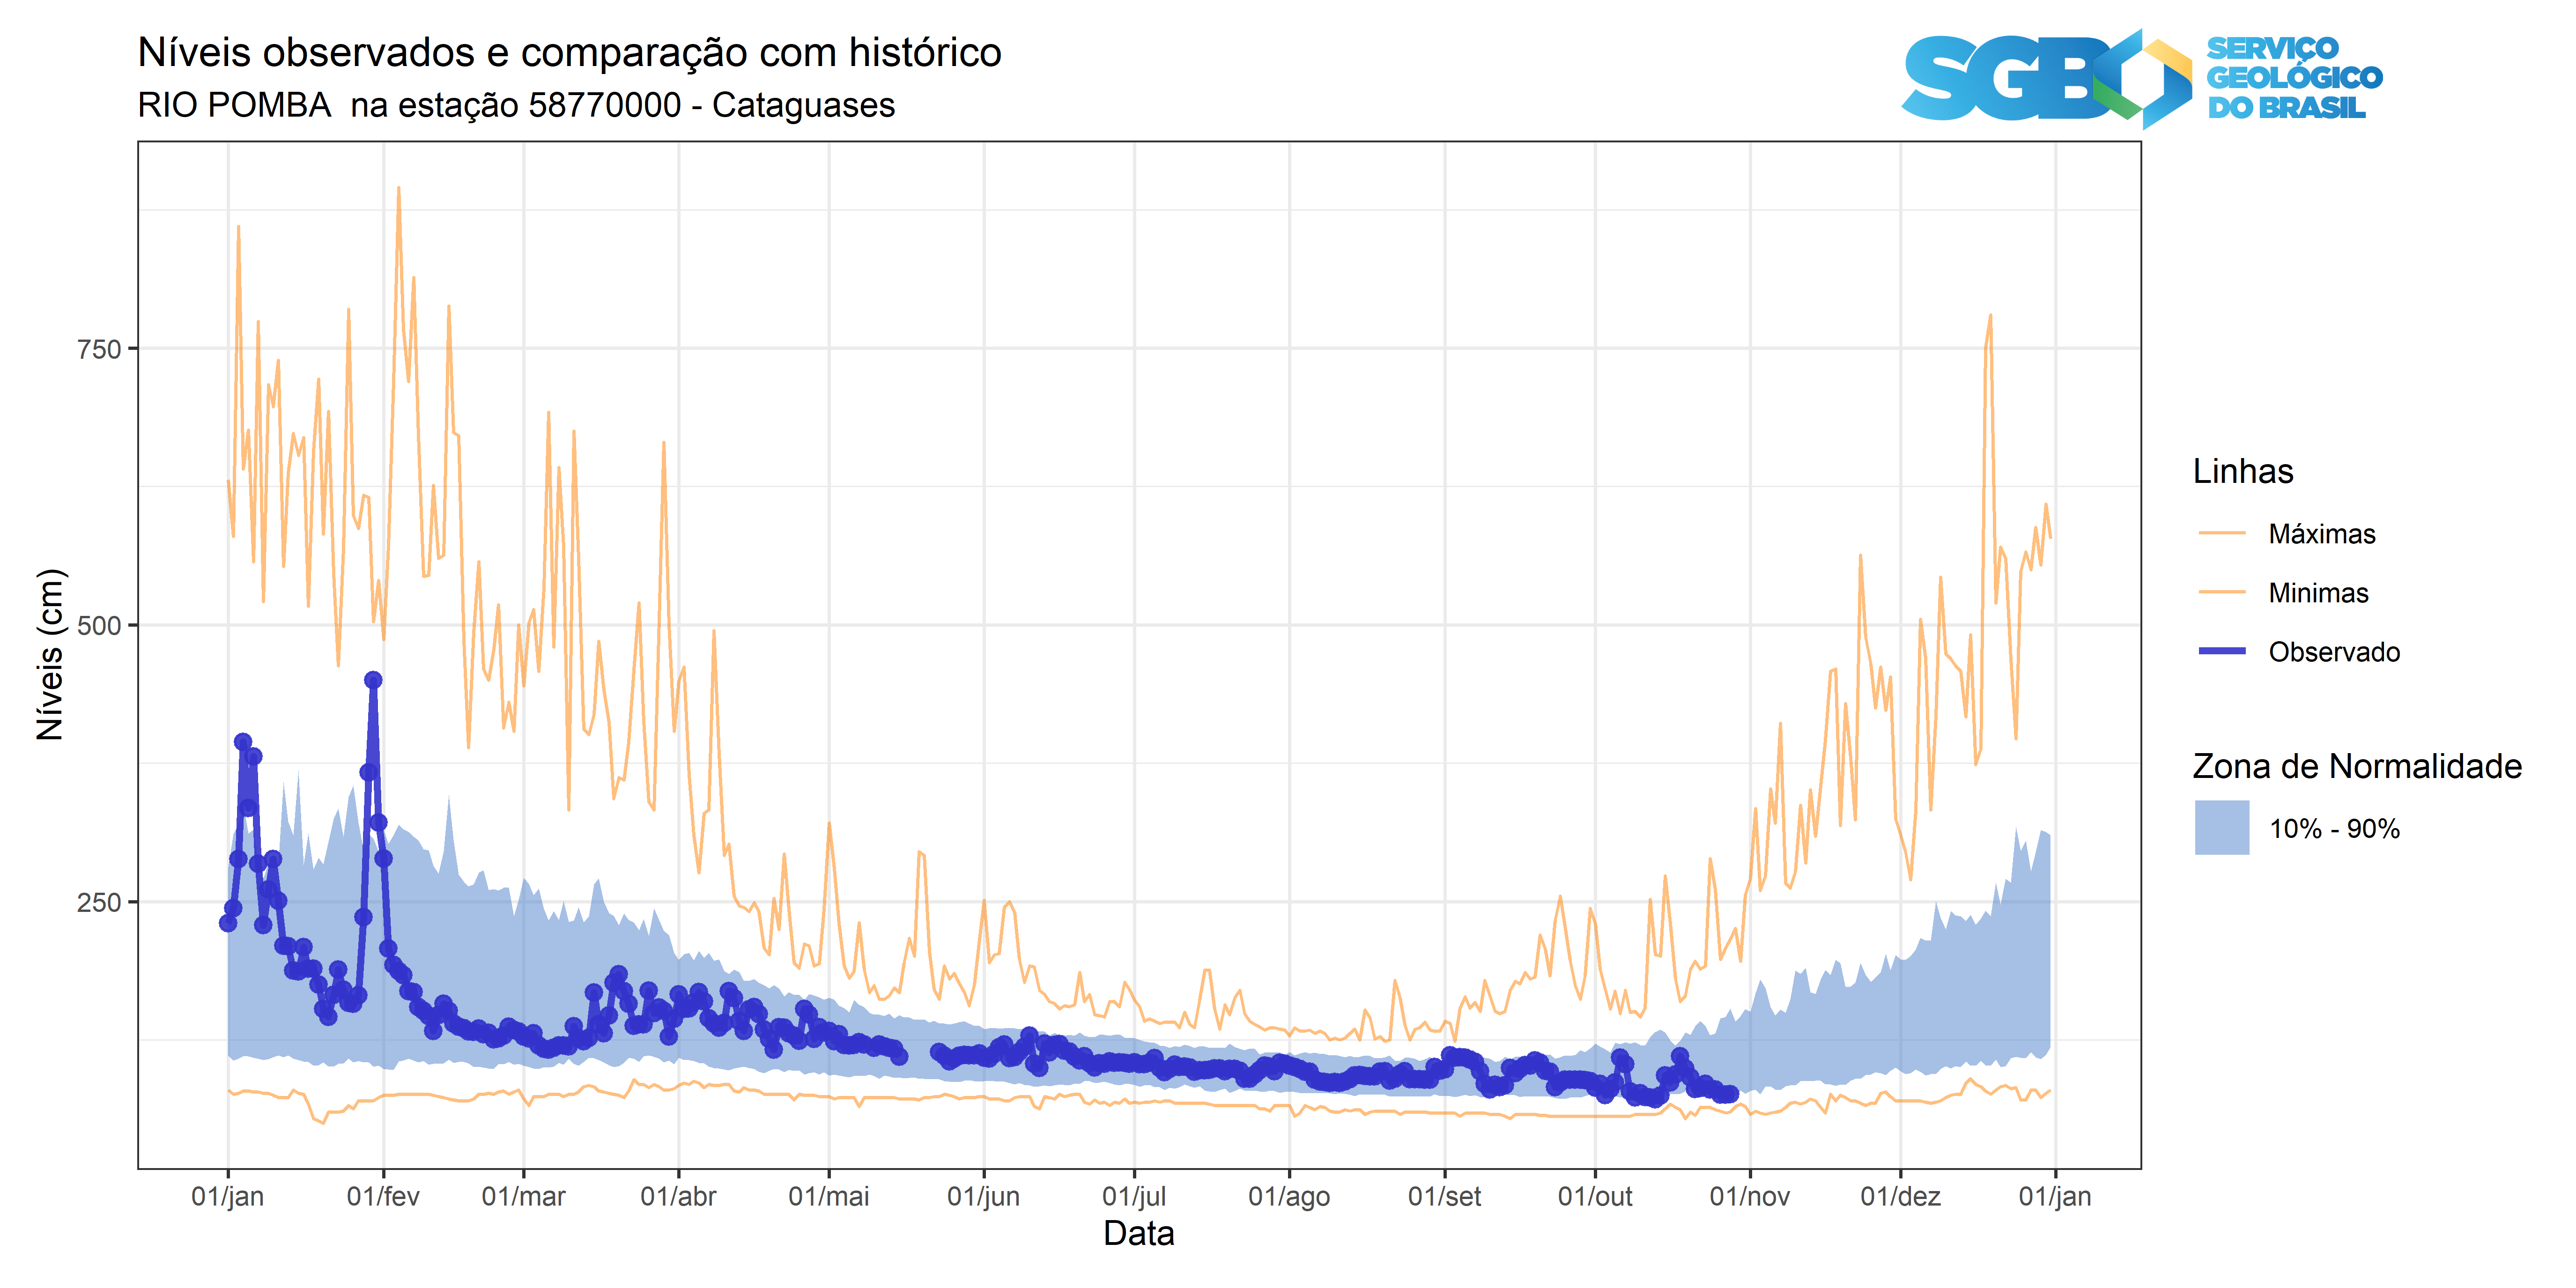 Níveis observados e comparação com histórico
RIO POMBA  na estação 58770000 - Cataguases
SGB
SERVIÇO
GEOLÓGICO
DO BRASIL
Níveis (cm)
750
500
250
01/jan
01/fev
01/mar
01/abr
01/mai
01/jun
01/jul
01/ago
01/set
01/out
01/nov
01/dez
01/jan
Data
Linhas
Máximas
Minimas
Observado
Zona de Normalidade
10% - 90%